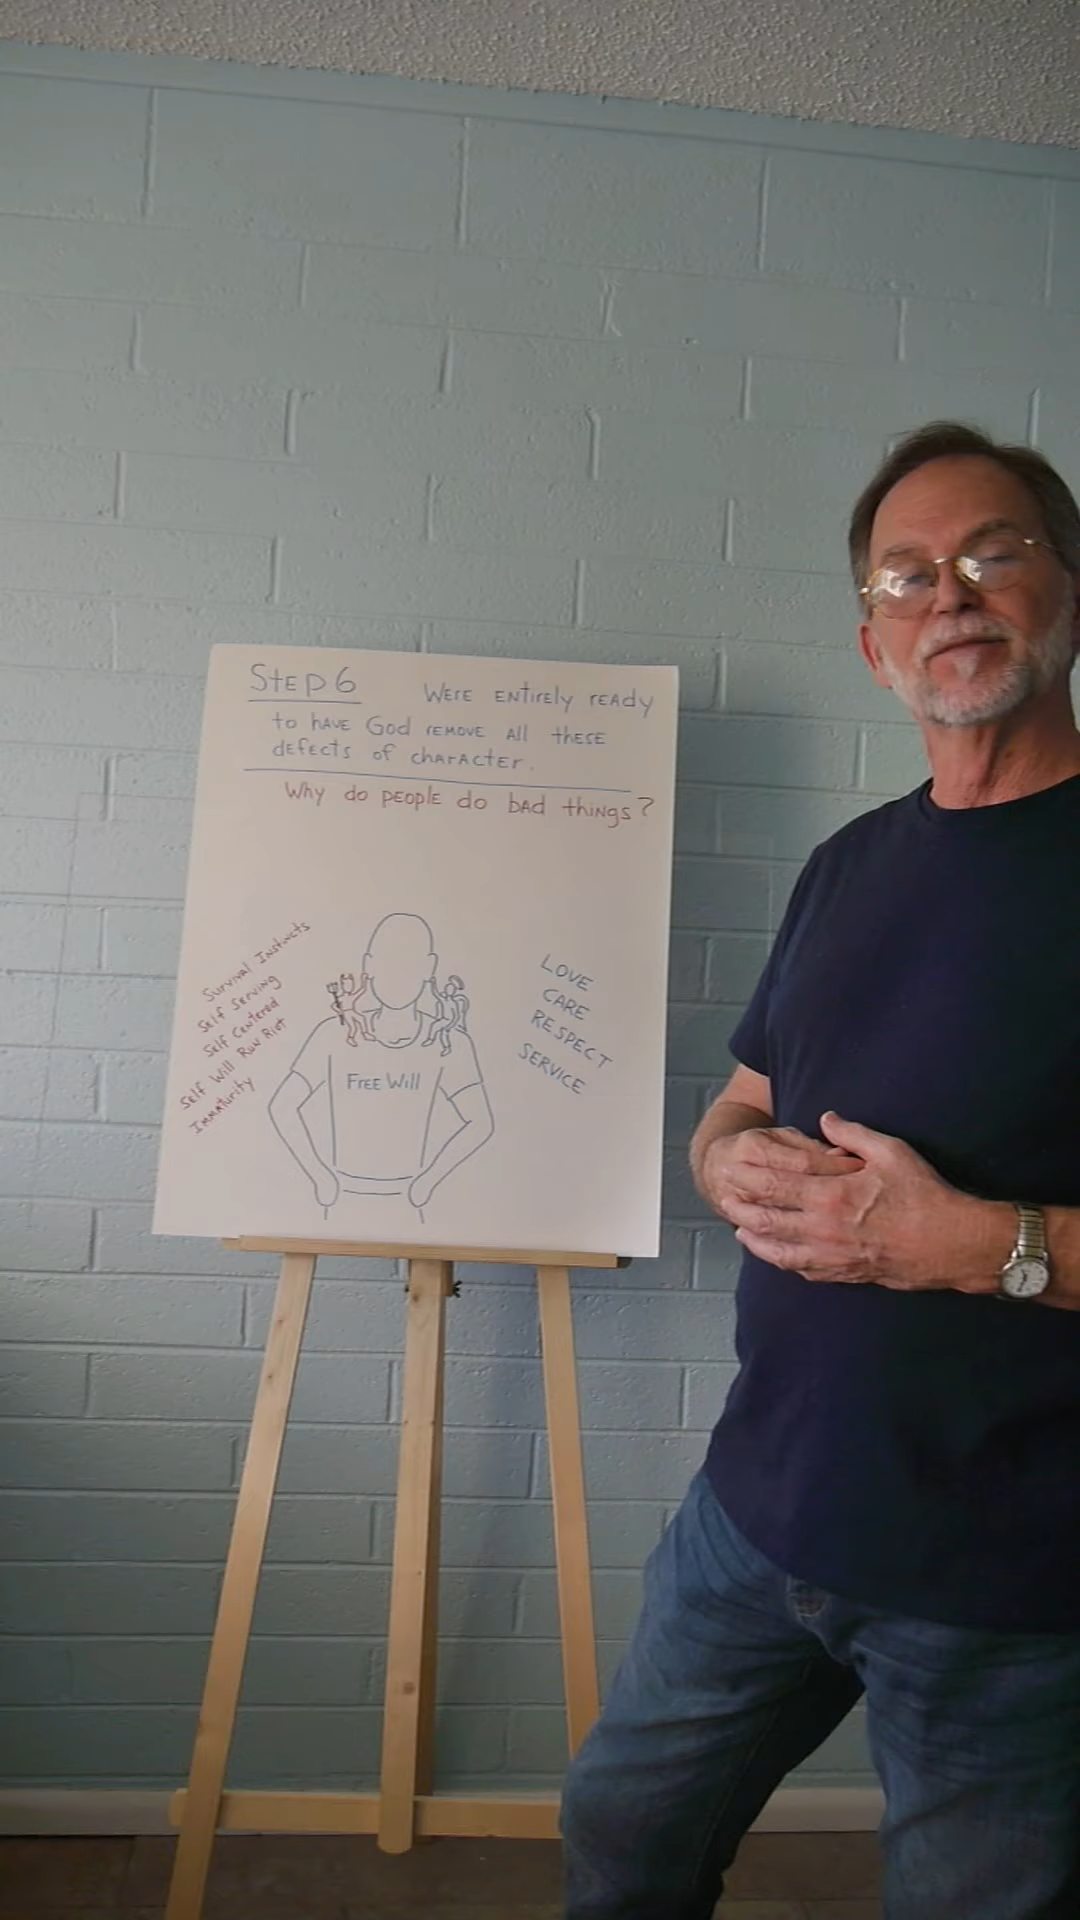 Step 6 Were entirely ready
to have God remove all these
defects of character.
Why do people do bad things?
Survival Instincts
Self Serving
Self Centered
Self Will Run Riot
Immaturity
Free Will
LOVE
CARE
RESPECT
SERVICE